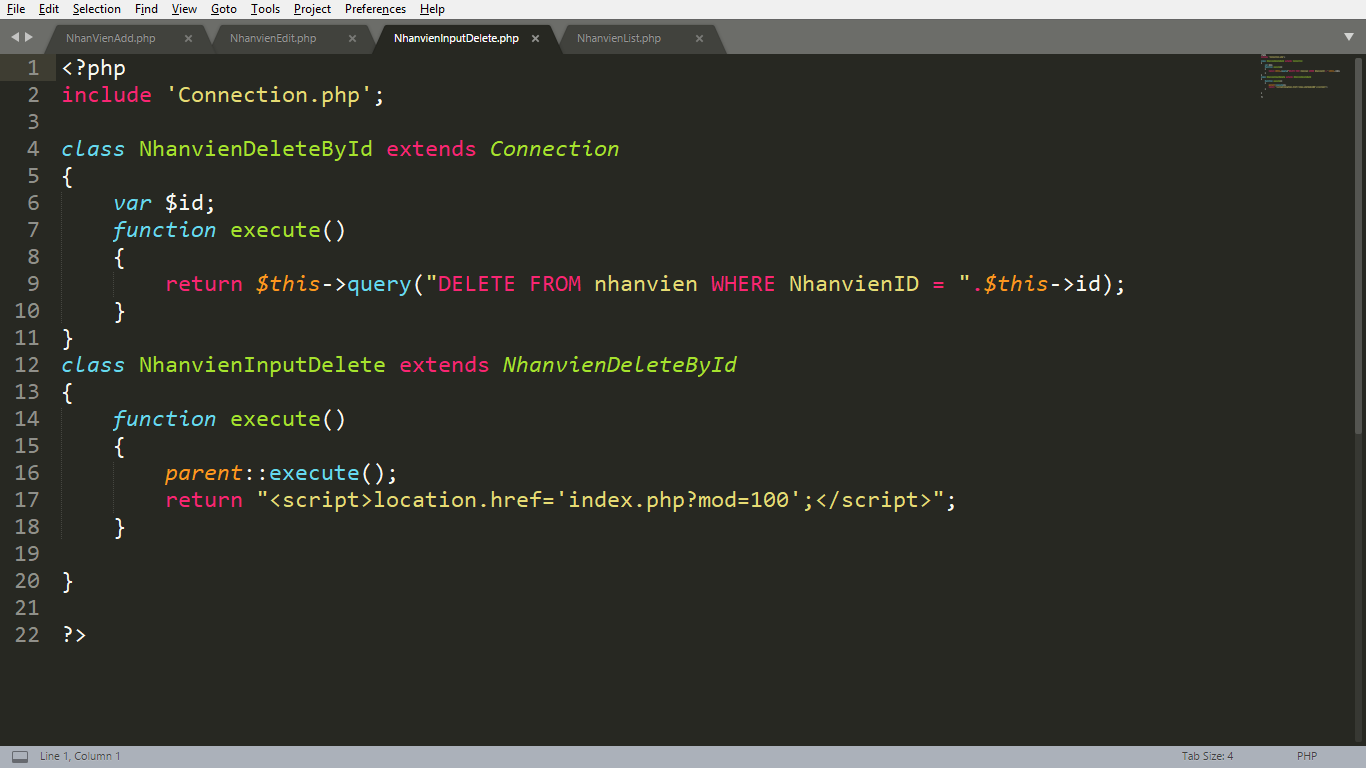 File Edit Selection Find View Goto Tools Project Preferences Help
NhanVienAdd.php × NhanvienEdit.php × NhanvienInputDelete.php × NhanvienList.php ×
1 <?php
2 include 'Connection.php';
3
4 class NhanvienDeleteById extends Connection
5 {
6     var $id;
7     function execute()
8     {
9         return $this->query("DELETE FROM nhanvien WHERE NhanvienID = ".$this->id);
10     }
11 }
12 class NhanvienInputDelete extends NhanvienDeleteById
13 {
14     function execute()
15     {
16         parent::execute();
17         return "<script>location.href='index.php?mod=100';</script>";
18     }
19
20 }
21
22 ?>
Line 1, Column 1 Tab Size: 4 PHP